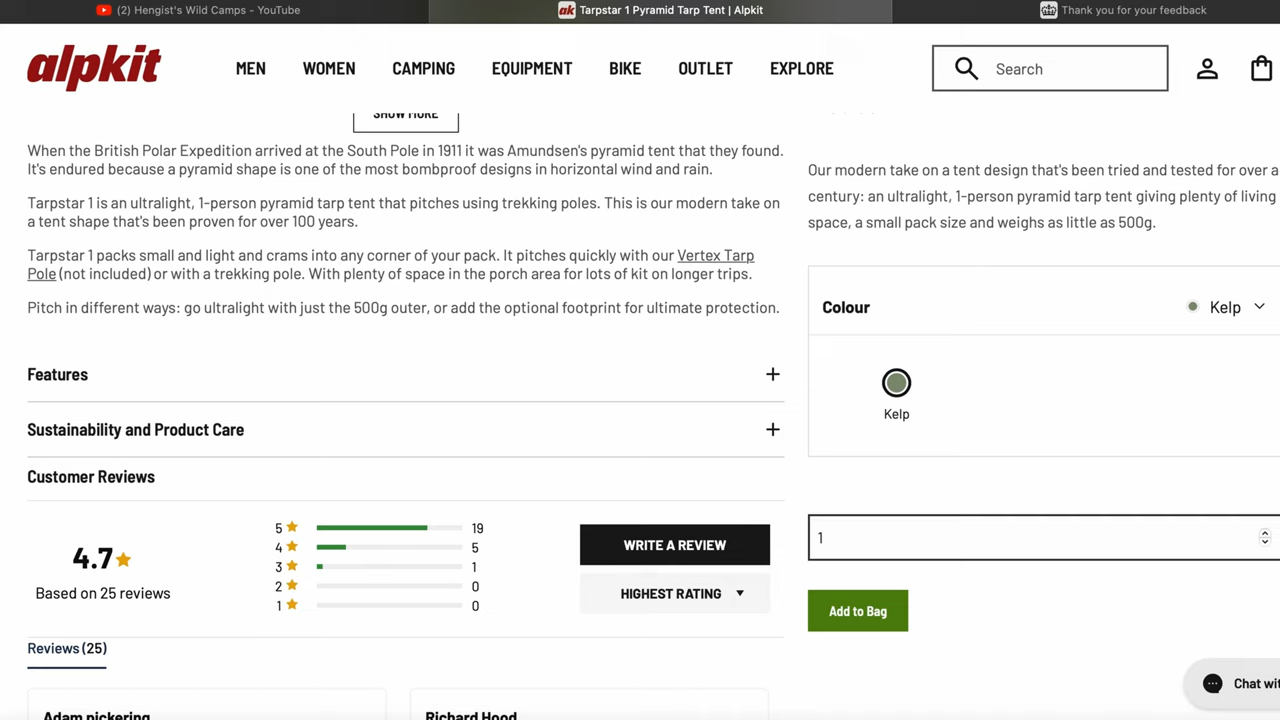 (2) Hengist's Wild Camps - YouTube
Tarpstar 1 Pyramid Tarp Tent | Alpkit
Thank you for your feedback
alpkit
MEN
WOMEN
CAMPING
EQUIPMENT
BIKE
OUTLET
EXPLORE
Search
SHOW MORE
When the British Polar Expedition arrived at the South Pole in 1911 it was Amundsen's pyramid tent that they found.
It's endured because a pyramid shape is one of the most bombproof designs in horizontal wind and rain.
Tarpstar 1 is an ultralight, 1-person pyramid tarp tent that pitches using trekking poles. This is our modern take on
a tent shape that's been proven for over 100 years.
Tarpstar 1 packs small and light and crams into any corner of your pack. It pitches quickly with our Vertex Tarp
Pole (not included) or with a trekking pole. With plenty of space in the porch area for lots of kit on longer trips.
Pitch in different ways: go ultralight with just the 500g outer, or add the optional footprint for ultimate protection.
Features
Sustainability and Product Care
Customer Reviews
4.7
Based on 25 reviews
5 19
4 5
3 1
2 0
1 0
WRITE A REVIEW
HIGHEST RATING
Reviews (25)
Adam pickering
Richard Hood
Our modern take on a tent design that's been tried and tested for over a
century: an ultralight, 1-person pyramid tarp tent giving plenty of living
space, a small pack size and weighs as little as 500g.
Colour
Kelp
Kelp
1
Add to Bag
Chat wit